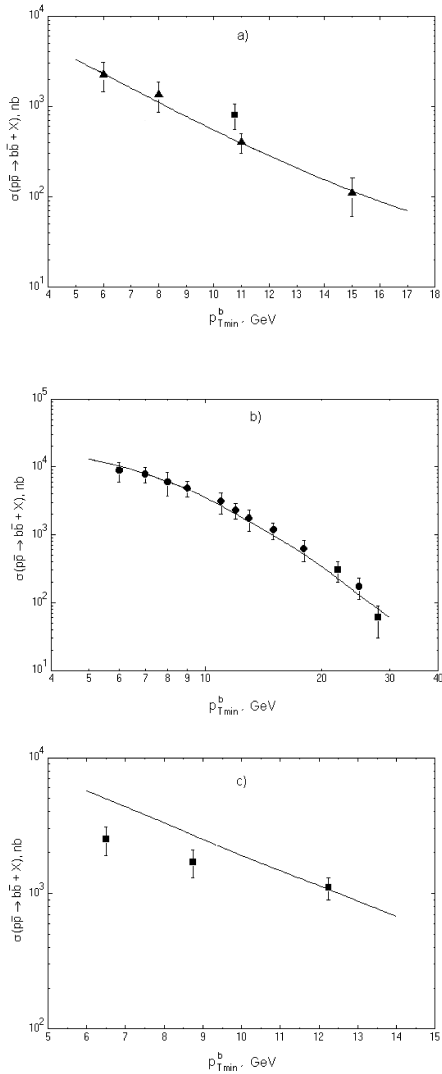 10^4
a)
10^3
10^2
10^1
σ(pp̄ → bb̄ + X), nb
4 5 6 7 8 9 10 11 12 13 14 15 16 17 18
p^b_Tmin, GeV
10^5
b)
10^4
10^3
10^2
10^1
σ(pp̄ → bb̄ + X), nb
4 5 6 7 8 9 10 20 30 40
p^b_Tmin, GeV
10^4
c)
10^3
10^2
σ(pp̄ → bb̄ + X), nb
5 6 7 8 9 10 11 12 13 14 15
p^b_Tmin, GeV